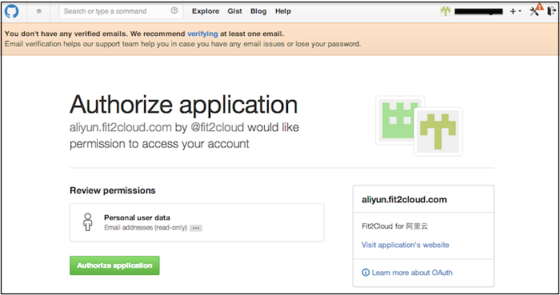 Search or type a command
Explore Gist Blog Help
You don't have any verified emails. We recommend verifying at least one email.
Email verification helps our support team help you in case you have any email issues or lose your password.
Authorize application
aliyun.fit2cloud.com by @fit2cloud would like
permission to access your account
Review permissions
Personal user data
Email addresses (read-only)
Authorize application
aliyun.fit2cloud.com
Fit2Cloud for 阿里云
Visit application's website
Learn more about OAuth